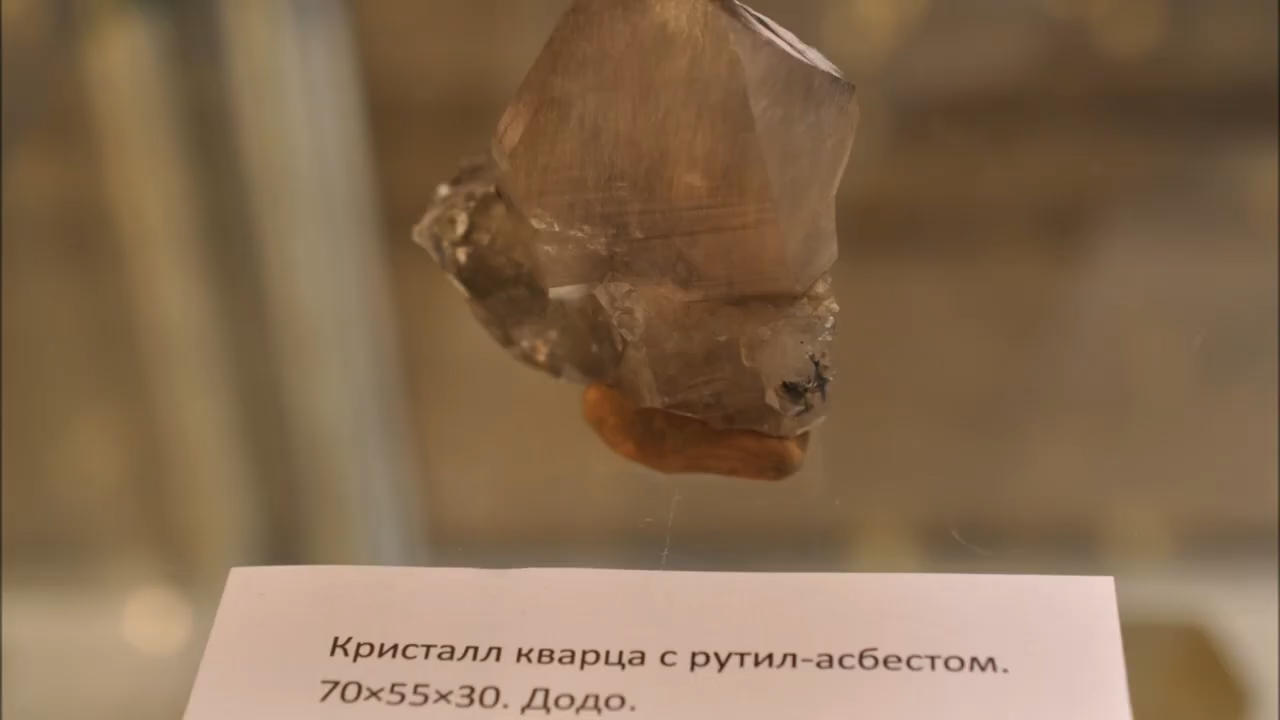 Кристалл кварца с рутил-асбестом.
70×55×30. Додо.